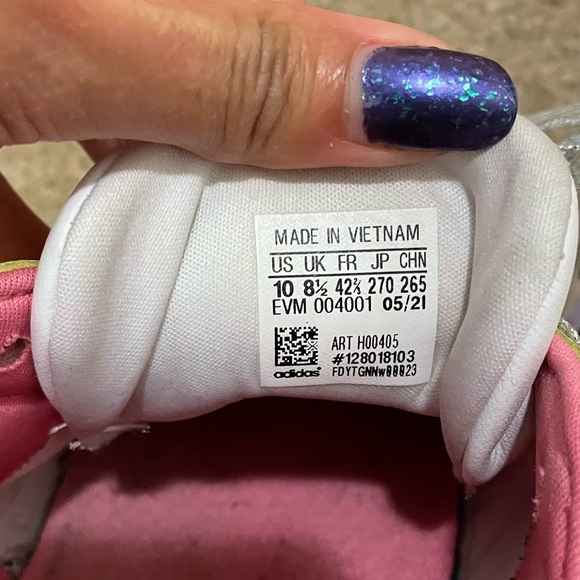 MADE IN VIETNAM
US UK FR JP CHN
10 8½ 42⅔ 270 265
EVM 004001 05/21
ART H00405
#128018103
adidas FDYTGNNW00023